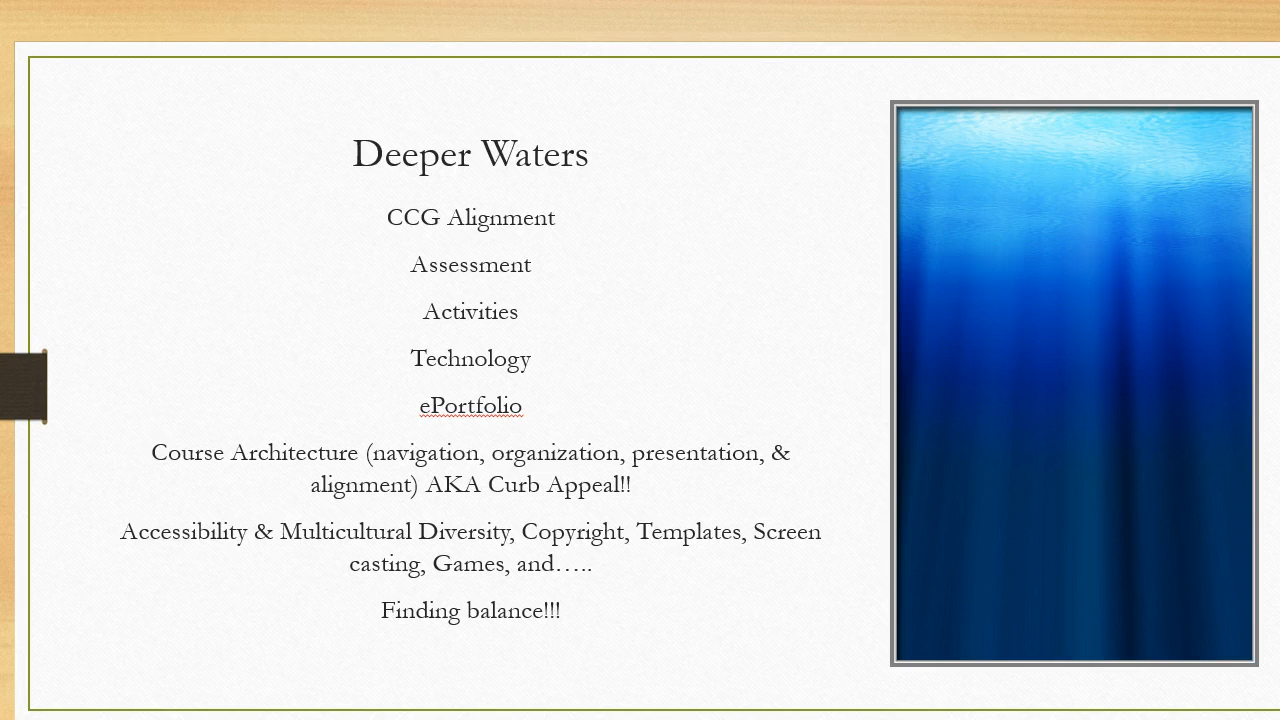 Deeper Waters
CCG Alignment
Assessment
Activities
Technology
ePortfolio
Course Architecture (navigation, organization, presentation, &
alignment) AKA Curb Appeal!!
Accessibility & Multicultural Diversity, Copyright, Templates, Screen
casting, Games, and…..
Finding balance!!!